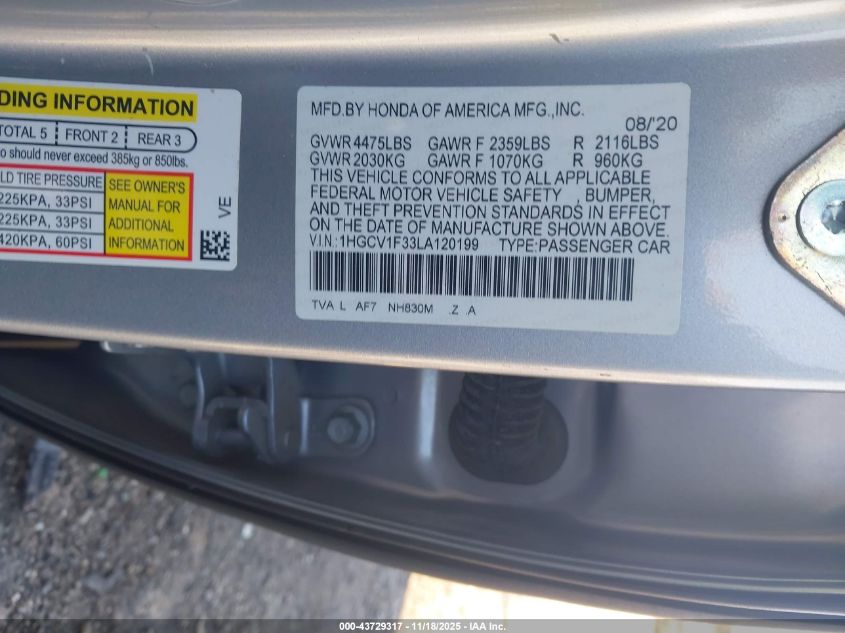 DING INFORMATION
TOTAL 5 FRONT 2 REAR 3
o should never exceed 385kg or 850lbs.
LD TIRE PRESSURE
225KPA, 33PSI
225KPA, 33PSI
420KPA, 60PSI
SEE OWNER'S
MANUAL FOR
ADDITIONAL
INFORMATION
VE
MFD.BY HONDA OF AMERICA MFG.,INC.
08/'20
GVWR 4475LBS GAWR F 2359LBS R 2116LBS
GVWR 2030KG GAWR F 1070KG R 960KG
THIS VEHICLE CONFORMS TO ALL APPLICABLE
FEDERAL MOTOR VEHICLE SAFETY , BUMPER,
AND THEFT PREVENTION STANDARDS IN EFFECT
ON THE DATE OF MANUFACTURE SHOWN ABOVE.
V.I.N.: 1HGCV1F33LA120199 TYPE:PASSENGER CAR
TVA L AF7 NH830M .Z .A
000-43729317 - 11/18/2025 - IAA Inc.